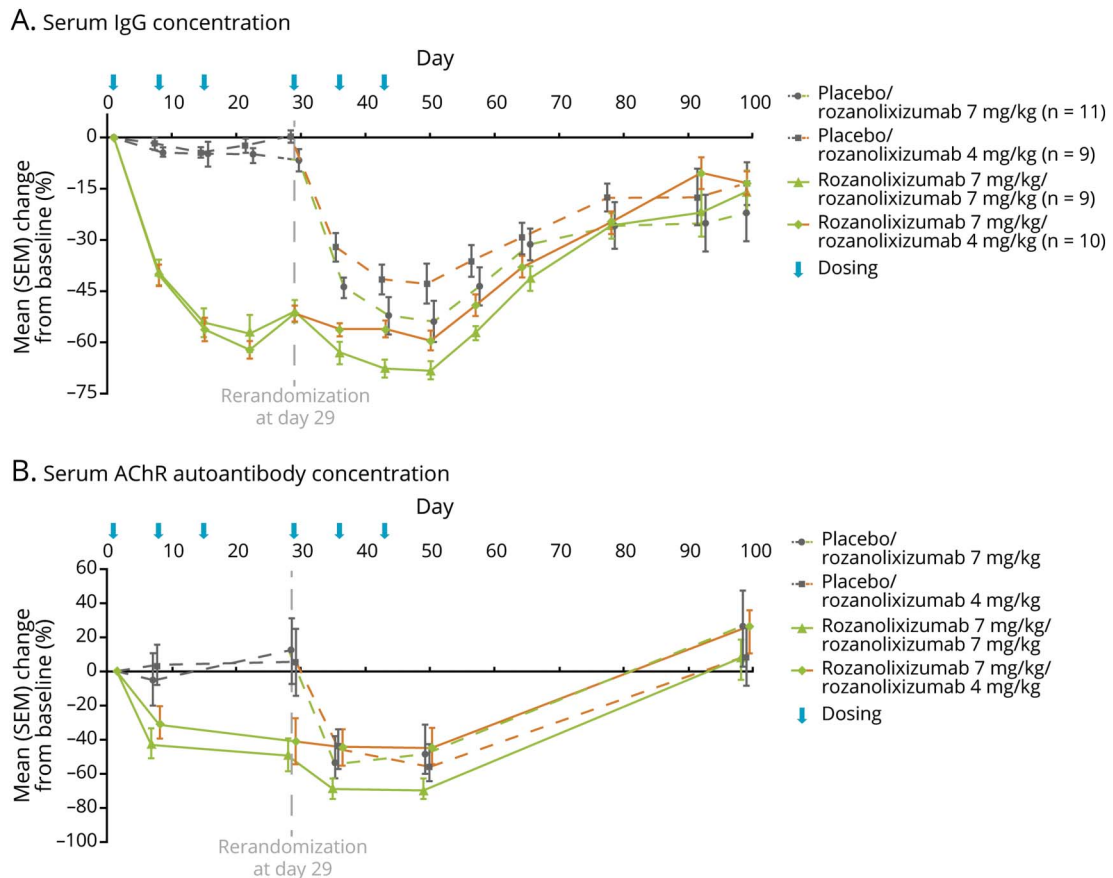 A. Serum IgG concentration
Day
0 10 20 30 40 50 60 70 80 90 100
0
−15
−30
−45
−60
−75
Mean (SEM) change
from baseline (%)
Rerandomization
at day 29
Placebo/
rozanolixizumab 7 mg/kg (n = 11)
Placebo/
rozanolixizumab 4 mg/kg (n = 9)
Rozanolixizumab 7 mg/kg/
rozanolixizumab 7 mg/kg (n = 9)
Rozanolixizumab 7 mg/kg/
rozanolixizumab 4 mg/kg (n = 10)
Dosing
B. Serum AChR autoantibody concentration
Day
0 10 20 30 40 50 60 70 80 90 100
60
40
20
0
−20
−40
−60
−80
−100
Mean (SEM) change
from baseline (%)
Rerandomization
at day 29
Placebo/
rozanolixizumab 7 mg/kg
Placebo/
rozanolixizumab 4 mg/kg
Rozanolixizumab 7 mg/kg/
rozanolixizumab 7 mg/kg
Rozanolixizumab 7 mg/kg/
rozanolixizumab 4 mg/kg
Dosing